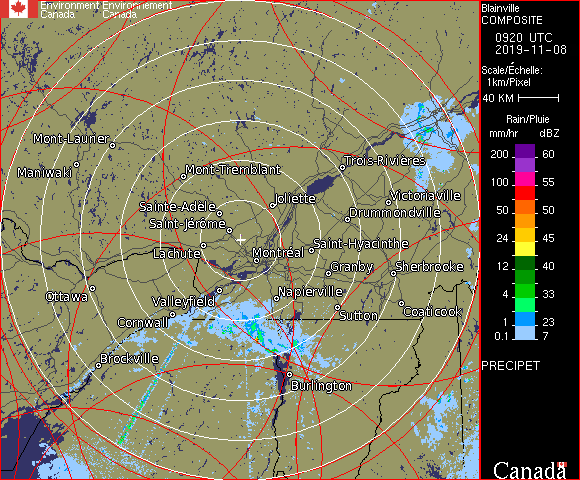 Environment Environnement
Canada Canada
Blainville
COMPOSITE
0920 UTC
2019-11-08
Scale/Échelle:
1km/Pixel
40 KM
Rain/Pluie
mm/hr dBZ
200 60
150 57
100 55
50 50
24 45
12 40
4 33
2 23
0.1 7
PRECIPET
Canada
Mont-Laurier
Maniwaki
Mont-Tremblant
Trois-Rivières
Joliette
Victoriaville
Sainte-Adèle
Drummondville
Saint-Jérôme
Saint-Hyacinthe
Lachute
Montréal
Granby
Sherbrooke
Ottawa
Valleyfield
Napierville
Cornwall
Sutton
Coaticook
Brockville
Burlington